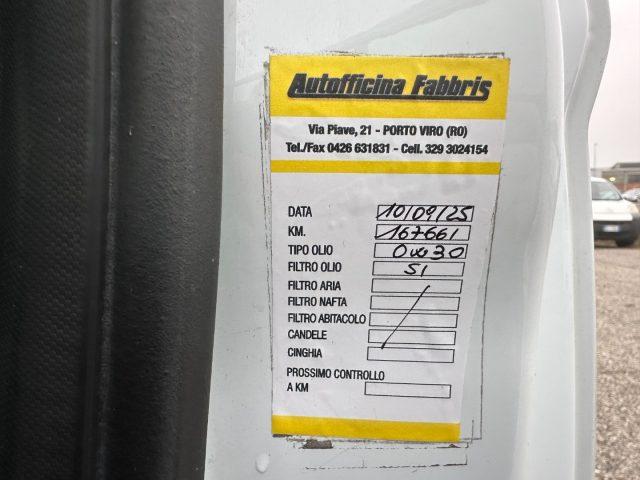 Autofficina Fabbris
Via Piave, 21 - PORTO VIRO (RO)
Tel./Fax 0426 631831 - Cell. 329 3024154
DATA 10/09/25
KM. 167661
TIPO OLIO 0W30
FILTRO OLIO SI
FILTRO ARIA
FILTRO NAFTA
FILTRO ABITACOLO
CANDELE
CINGHIA
PROSSIMO CONTROLLO
A KM